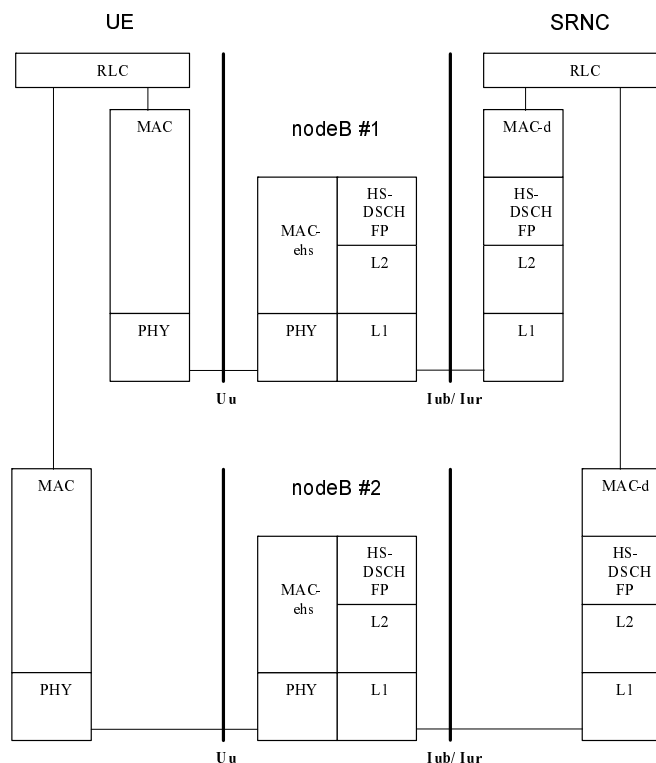 UE
SRNC
RLC
RLC
MAC
nodeB #1
MAC-d
MAC-
ehs
HS-
DSCH
FP
HS-
DSCH
FP
L2
L2
PHY
PHY
L1
L1
Uu
Iub/ Iur
MAC
nodeB #2
MAC-d
MAC-
ehs
HS-
DSCH
FP
HS-
DSCH
FP
L2
L2
PHY
PHY
L1
L1
Uu
Iub/ Iur